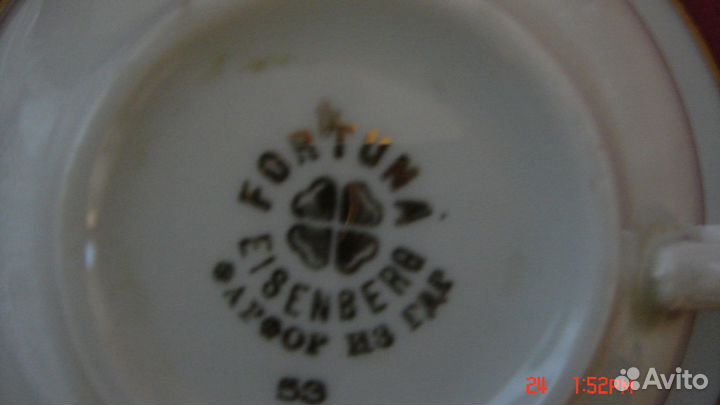 FORTUNA
EISENBERG
ФАРФОР ИЗ ГДР
53
24 1:52PM
Avito